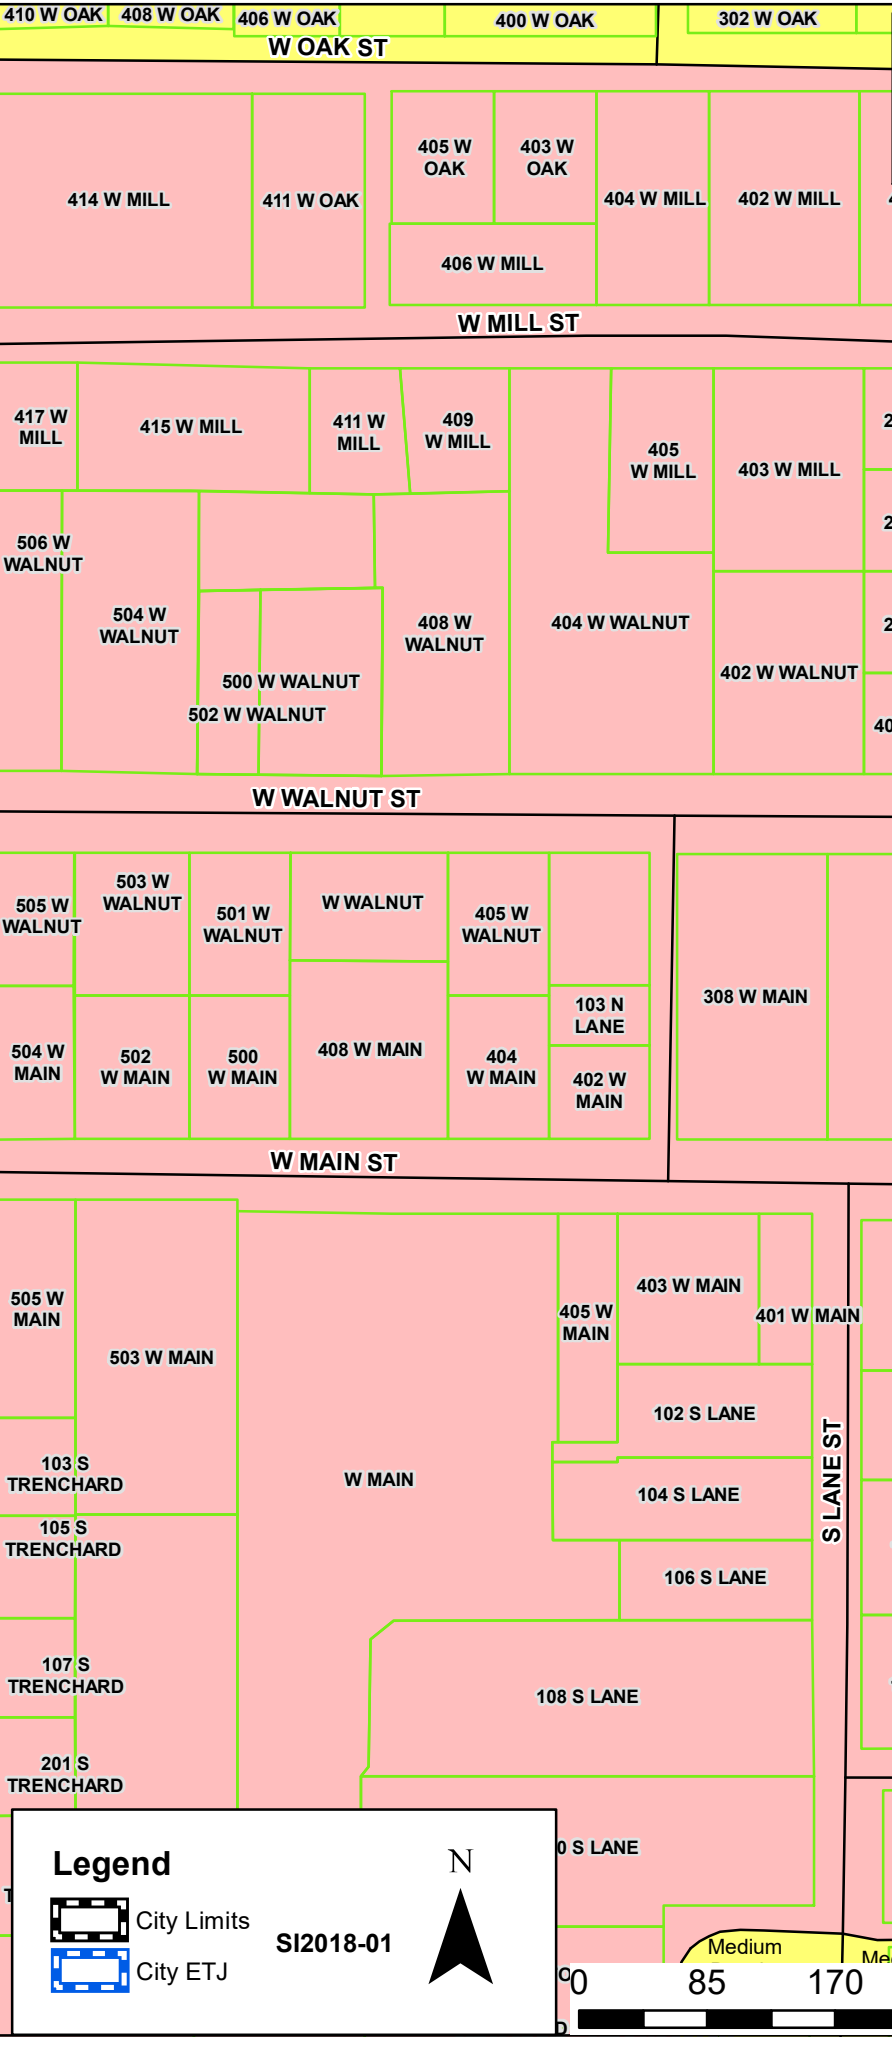 410 W OAK
408 W OAK
406 W OAK
400 W OAK
302 W OAK
W OAK ST
405 W
OAK
403 W
OAK
414 W MILL
411 W OAK
404 W MILL
402 W MILL
406 W MILL
W MILL ST
417 W
MILL
415 W MILL
411 W
MILL
409
W MILL
405
W MILL
403 W MILL
506 W
WALNUT
504 W
WALNUT
408 W
WALNUT
404 W WALNUT
402 W WALNUT
500 W WALNUT
502 W WALNUT
40
W WALNUT ST
505 W
WALNUT
503 W
WALNUT
501 W
WALNUT
W WALNUT
405 W
WALNUT
308 W MAIN
103 N
LANE
504 W
MAIN
502
W MAIN
500
W MAIN
408 W MAIN
404
W MAIN
402 W
MAIN
W MAIN ST
505 W
MAIN
503 W MAIN
405 W
MAIN
403 W MAIN
401 W MAIN
102 S LANE
S LANE ST
103 S
TRENCHARD
W MAIN
104 S LANE
105 S
TRENCHARD
106 S LANE
107 S
TRENCHARD
108 S LANE
201 S
TRENCHARD
0 S LANE
Legend
N
City Limits
SI2018-01
City ETJ
Medium
0 85 170